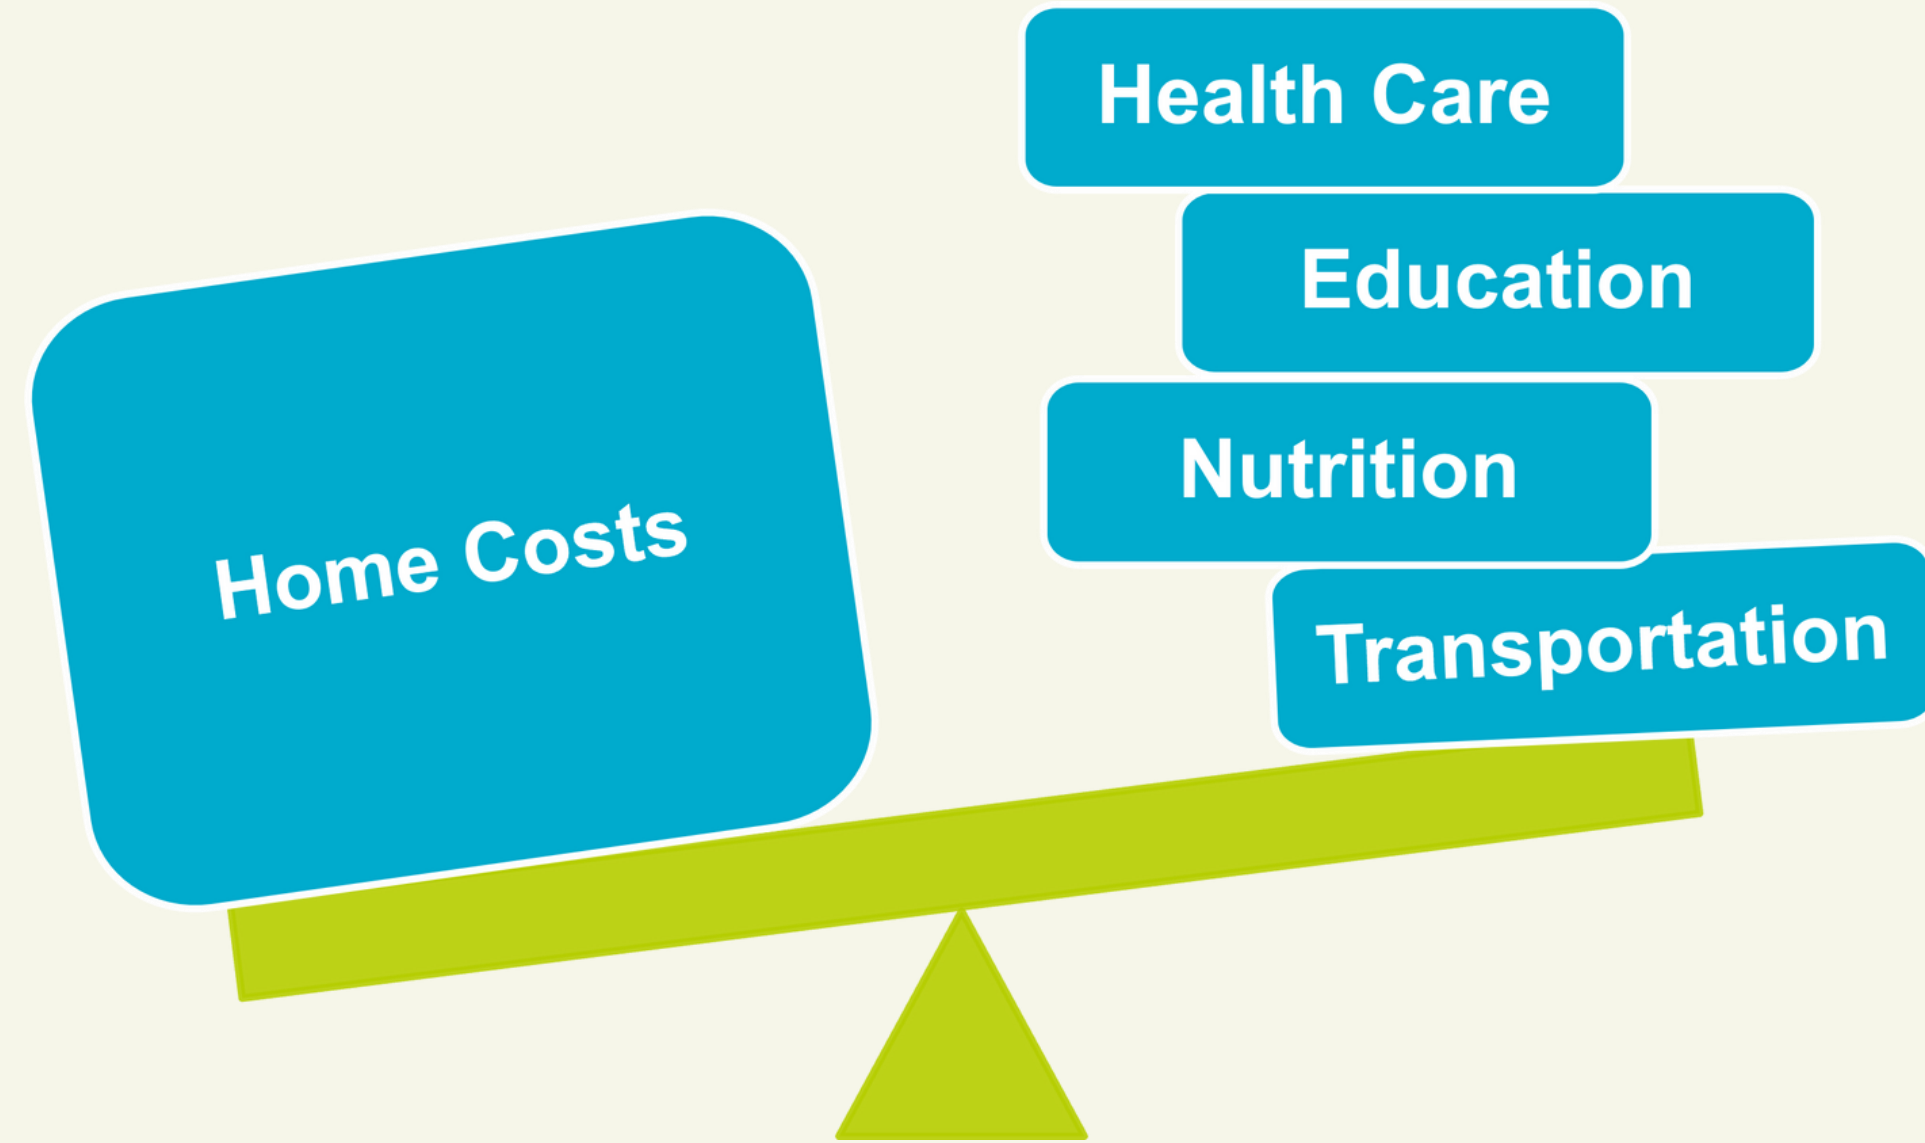 Health Care
Education
Nutrition
Home Costs
Transportation